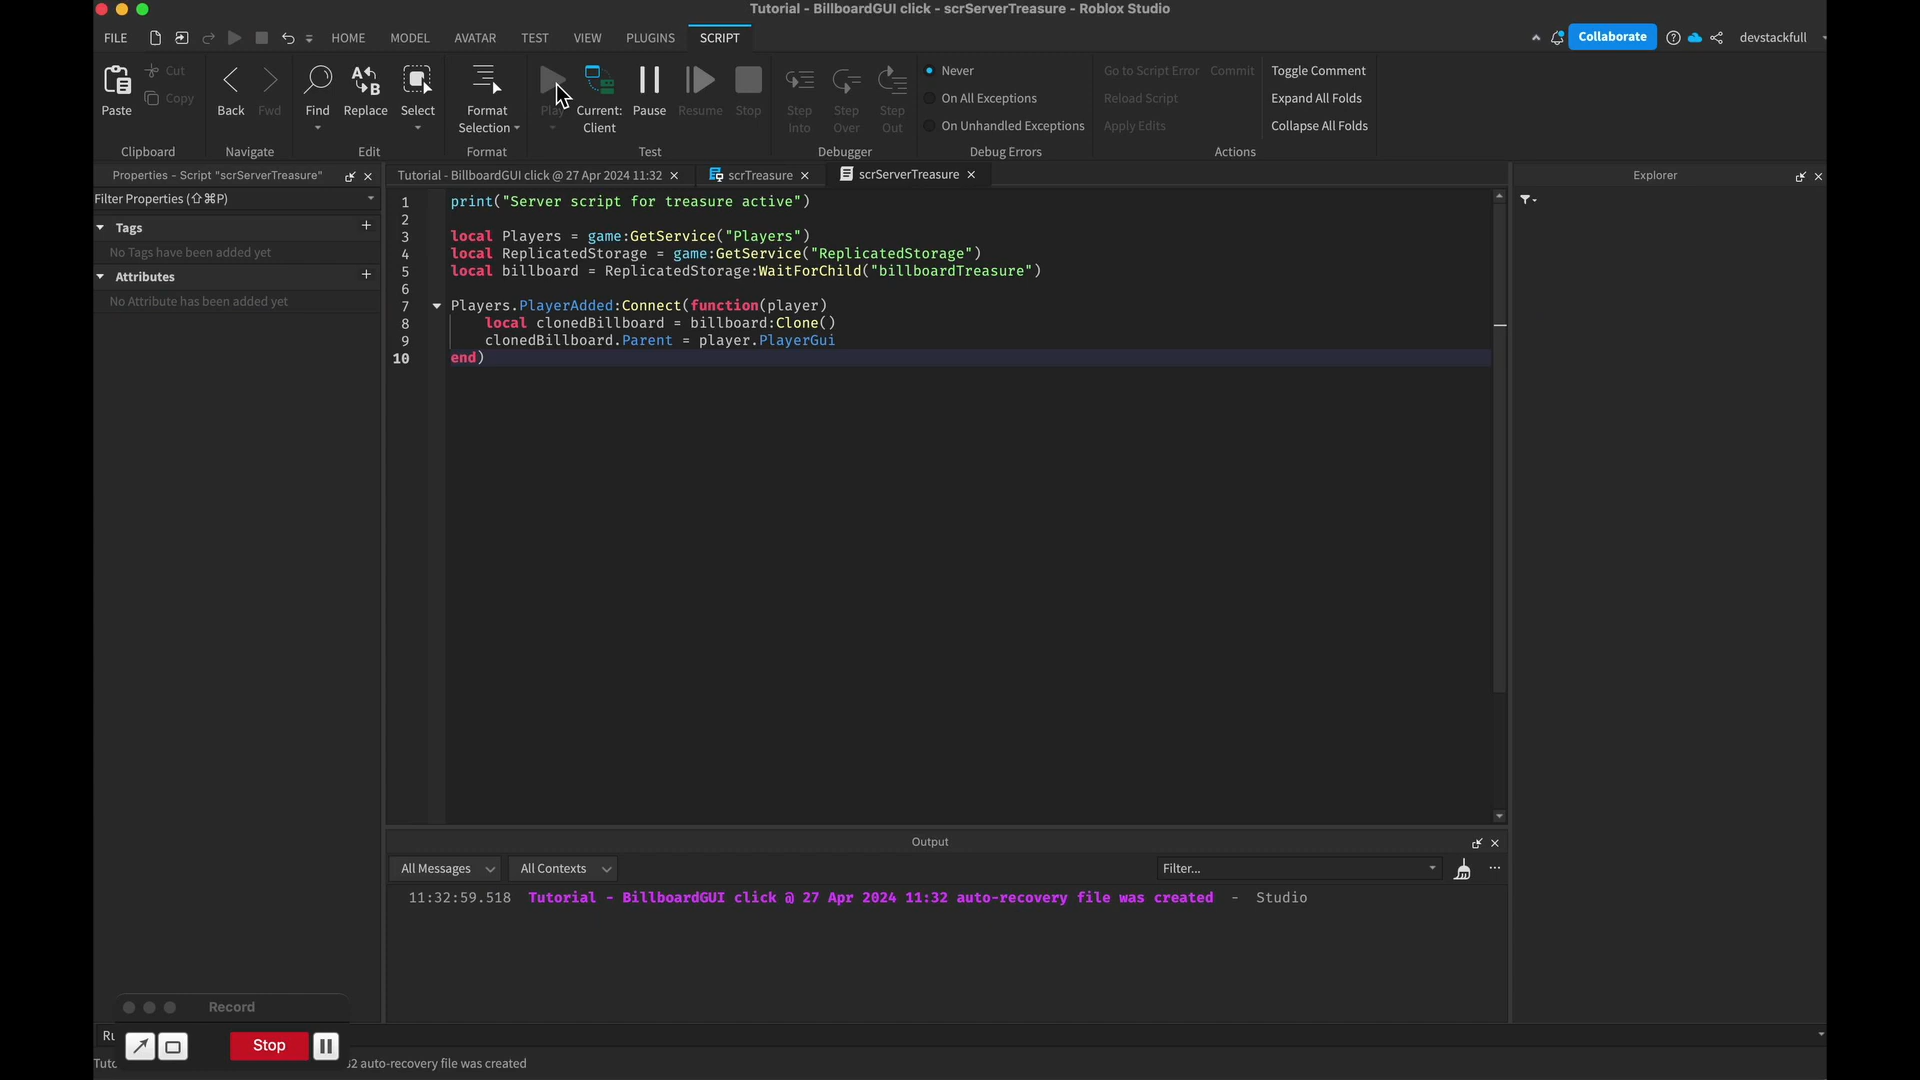 Tutorial - BillboardGUI click - scrServerTreasure - Roblox Studio
FILE HOME MODEL AVATAR TEST VIEW PLUGINS SCRIPT Collaborate devstackfull
Paste Cut Copy
Clipboard
Back Fwd
Navigate
Find Replace Select
Edit
Format Selection
Format
Play Current: Client Pause Resume Stop
Test
Step Into Step Over Step Out
Debugger
Never
On All Exceptions
On Unhandled Exceptions
Debug Errors
Go to Script Error Commit Toggle Comment
Reload Script Expand All Folds
Apply Edits Collapse All Folds
Actions
Properties - Script "scrServerTreasure"
Filter Properties (⇧⌘P)
Tags
No Tags have been added yet
Attributes
No Attribute has been added yet
Tutorial - BillboardGUI click @ 27 Apr 2024 11:32 scrTreasure scrServerTreasure
1 print("Server script for treasure active")
2
3 local Players = game:GetService("Players")
4 local ReplicatedStorage = game:GetService("ReplicatedStorage")
5 local billboard = ReplicatedStorage:WaitForChild("billboardTreasure")
6
7 Players.PlayerAdded:Connect(function(player)
8 local clonedBillboard = billboard:Clone()
9 clonedBillboard.Parent = player.PlayerGui
10 end)
Explorer
Output
All Messages All Contexts Filter...
11:32:59.518 Tutorial - BillboardGUI click @ 27 Apr 2024 11:32 auto-recovery file was created - Studio
Record
Stop
auto-recovery file was created